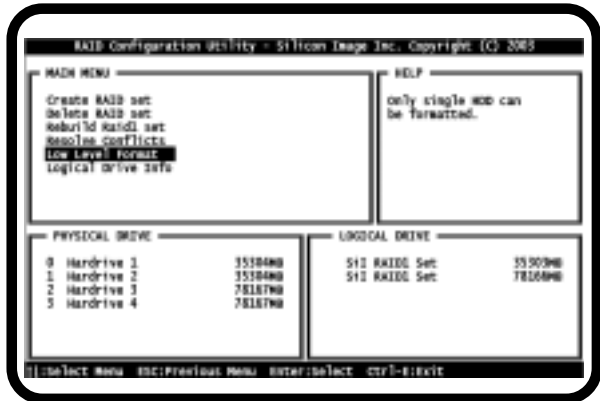 RAID Configuration Utility - Silicon Image Inc. Copyright (C) 2003
MAIN MENU
Create RAID set
Delete RAID set
Rebuild Raid1 set
Resolve Conflicts
Low Level Format
Logical Drive Info
HELP
Only single HDD can
be formatted.
PHYSICAL DRIVE
0 Hardrive 1 35304MB
1 Hardrive 2 35304MB
2 Hardrive 3 78167MB
3 Hardrive 4 78167MB
LOGICAL DRIVE
SiI RAID1 Set 35303MB
SiI RAID1 Set 78166MB
:Select Menu ESC:Previous Menu Enter:Select Ctrl-E:Exit